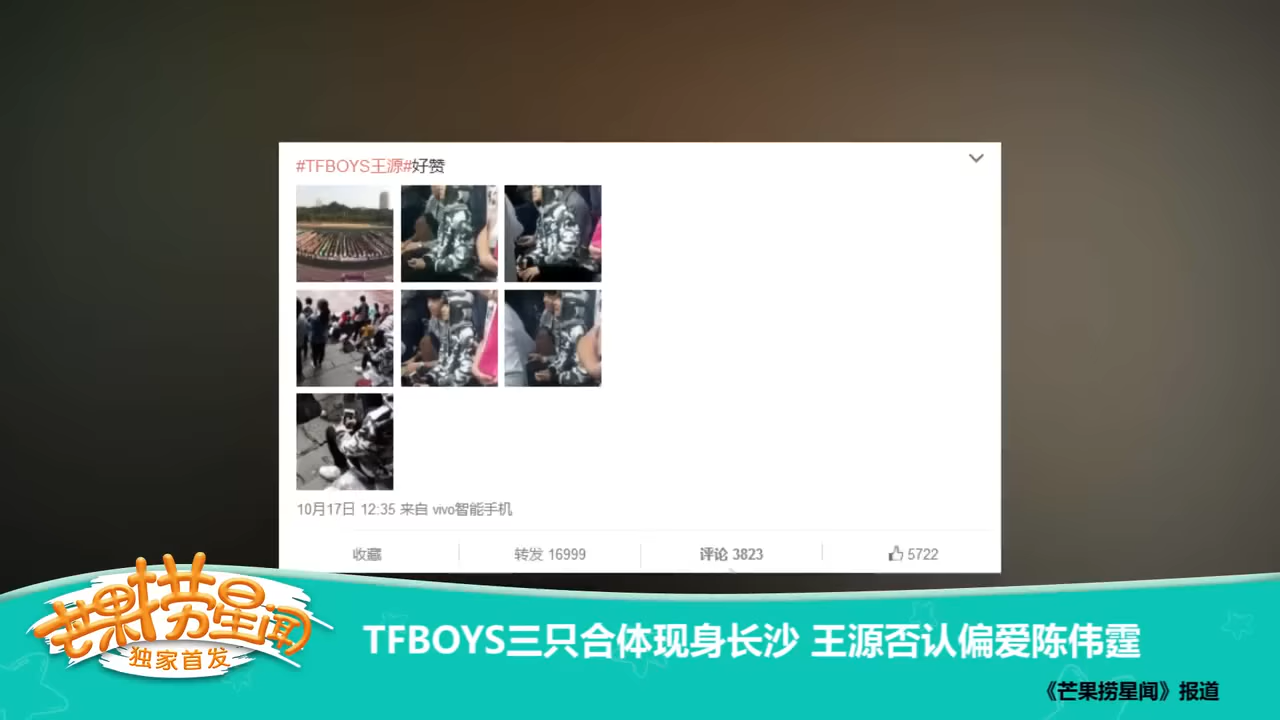 #TFBOYS王源#好赞
10月17日 12:35 来自 vivo智能手机
收藏
转发 16999
评论 3823
5722
芒果捞星闻
独家首发
TFBOYS三只合体现身长沙 王源否认偏爱陈伟霆
《芒果捞星闻》报道